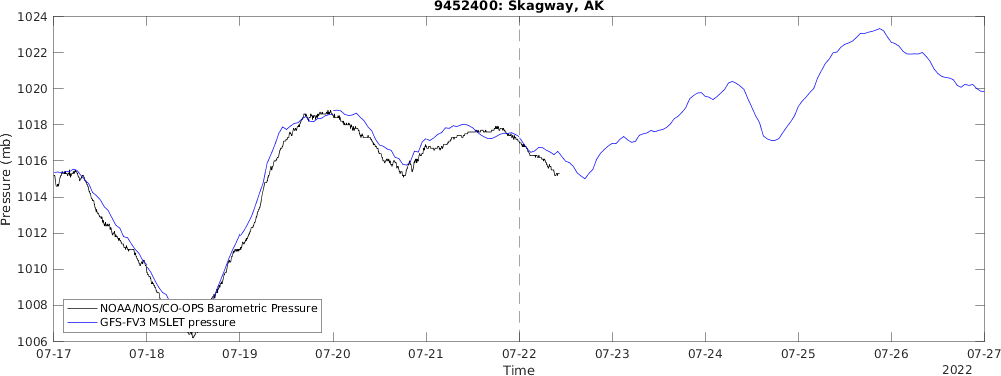 9452400: Skagway, AK
1024
1022
1020
1018
1016
1014
1012
1010
1008
1006
Pressure (mb)
NOAA/NOS/CO-OPS Barometric Pressure
GFS-FV3 MSLET pressure
07-17 07-18 07-19 07-20 07-21 07-22 07-23 07-24 07-25 07-26 07-27
Time
2022